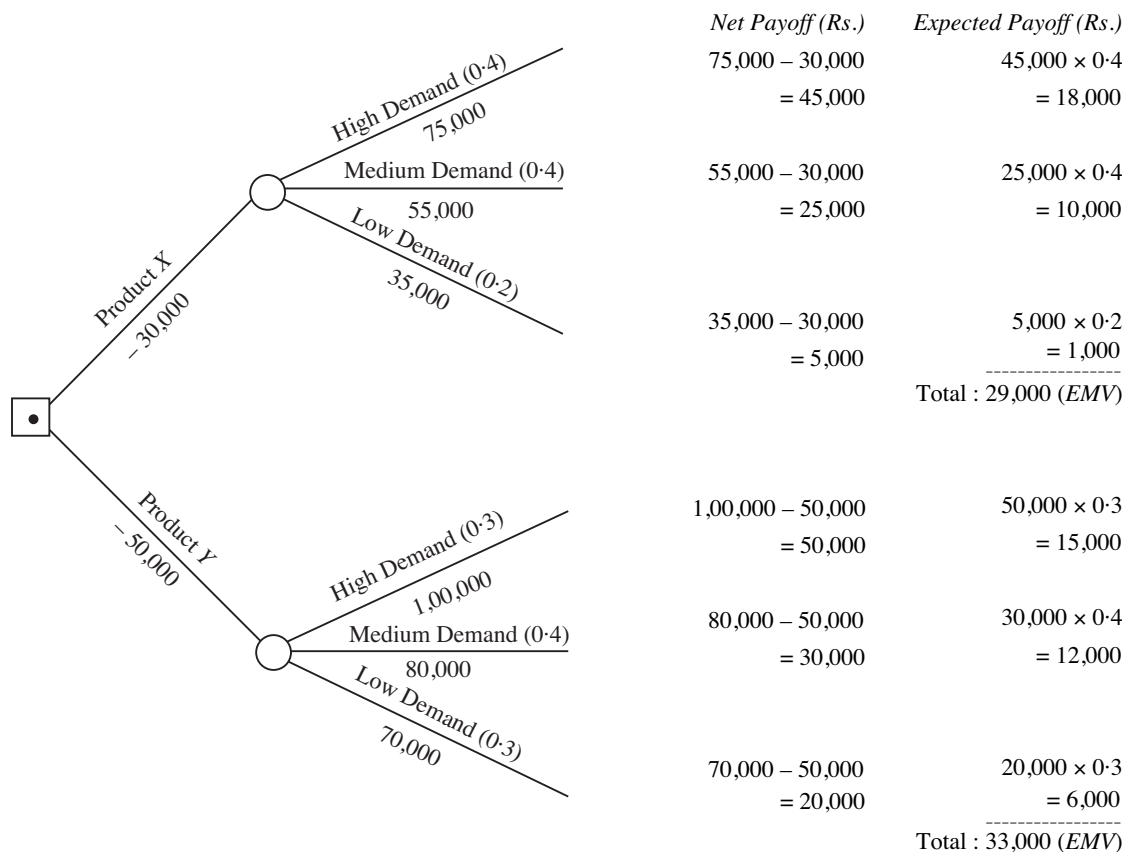 Net Payoff (Rs.) Expected Payoff (Rs.)
High Demand (0·4)
75,000
75,000 – 30,000 45,000 × 0·4
= 45,000 = 18,000
Medium Demand (0·4)
55,000
55,000 – 30,000 25,000 × 0·4
= 25,000 = 10,000
Low Demand (0·2)
35,000
Product X
– 30,000
35,000 – 30,000 5,000 × 0·2
= 5,000 = 1,000
Total : 29,000 (EMV)
Product Y
– 50,000
High Demand (0·3)
1,00,000
1,00,000 – 50,000 50,000 × 0·3
= 50,000 = 15,000
Medium Demand (0·4)
80,000
80,000 – 50,000 30,000 × 0·4
= 30,000 = 12,000
Low Demand (0·3)
70,000
70,000 – 50,000 20,000 × 0·3
= 20,000 = 6,000
Total : 33,000 (EMV)